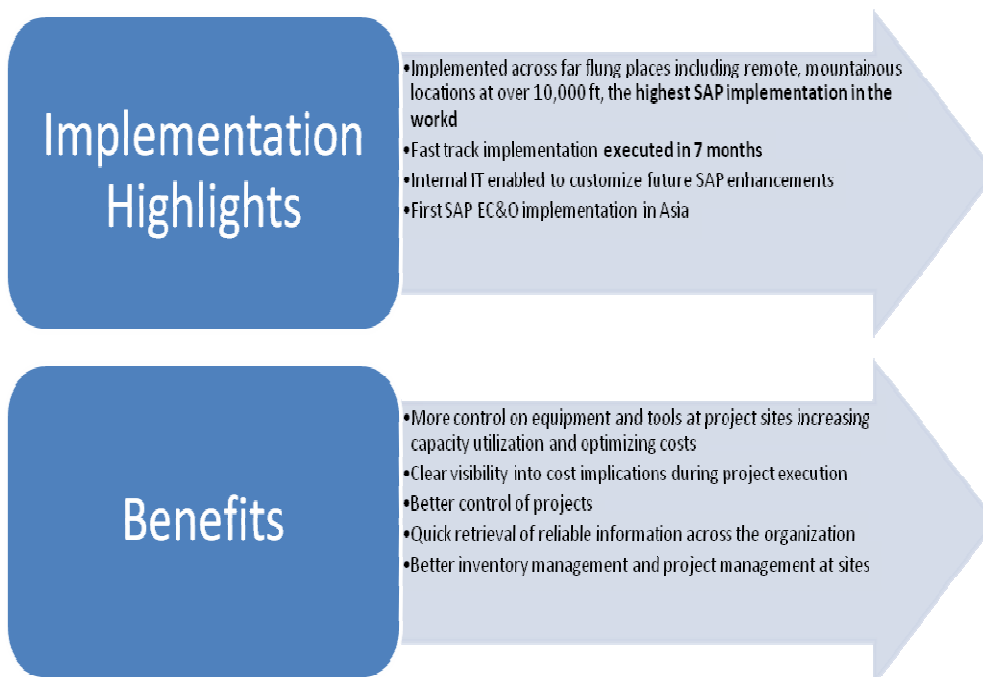 Implementation
Highlights
•Implemented across far flung places including remote, mountainous
locations at over 10,000 ft, the highest SAP implementation in the
workd
•Fast track implementation executed in 7 months
•Internal IT enabled to customize future SAP enhancements
•First SAP EC&O implementation in Asia
Benefits
•More control on equipment and tools at project sites increasing
capacity utilization and optimizing costs
•Clear visibility into cost implications during project execution
•Better control of projects
•Quick retrieval of reliable information across the organization
•Better inventory management and project management at sites